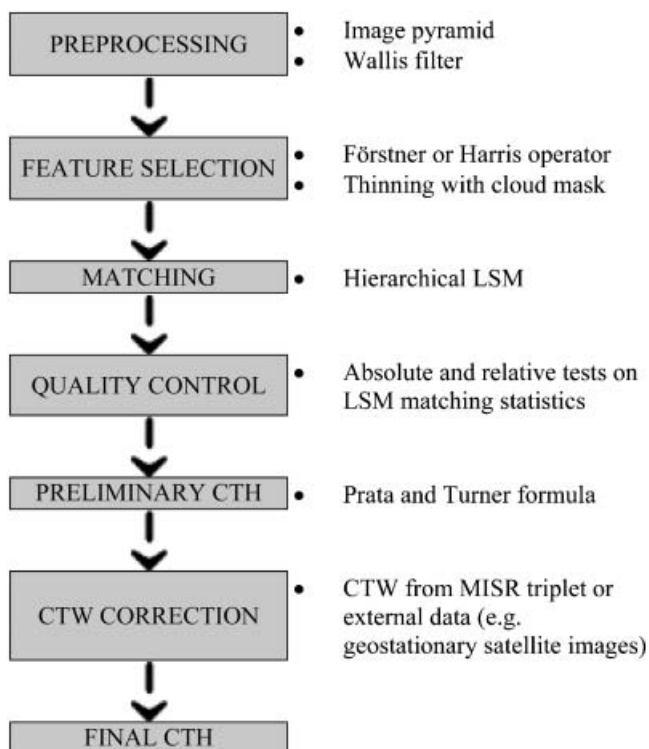 PREPROCESSING
• Image pyramid
• Wallis filter
FEATURE SELECTION
• Förstner or Harris operator
• Thinning with cloud mask
MATCHING
• Hierarchical LSM
QUALITY CONTROL
• Absolute and relative tests on
LSM matching statistics
PRELIMINARY CTH
• Prata and Turner formula
CTW CORRECTION
• CTW from MISR triplet or
external data (e.g.
geostationary satellite images)
FINAL CTH